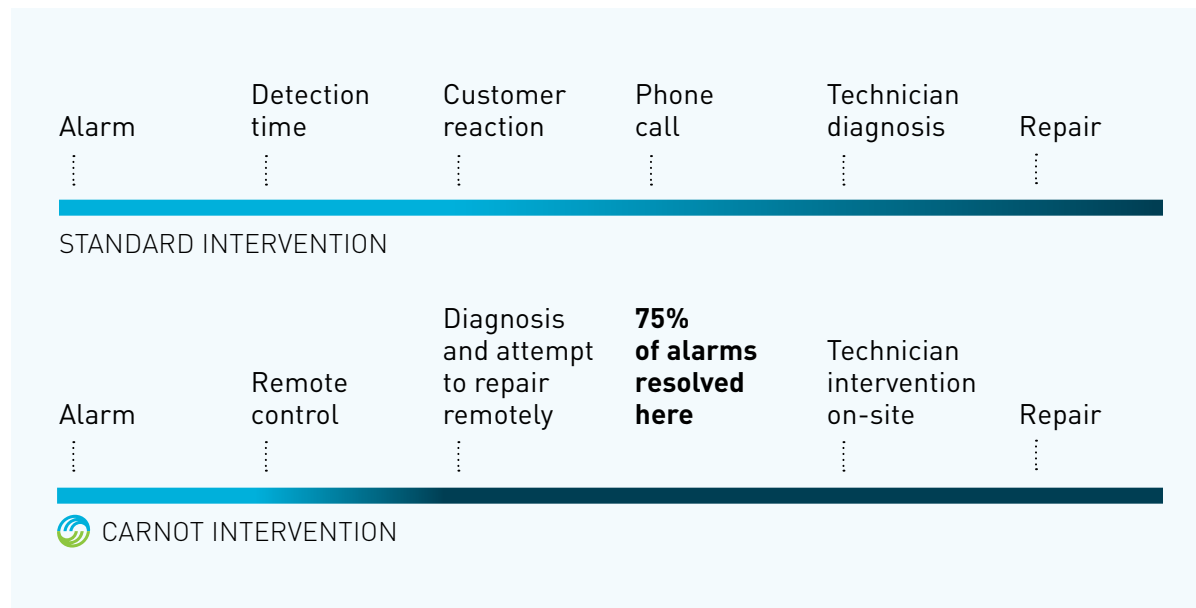 Alarm
Detection
time
Customer
reaction
Phone
call
Technician
diagnosis
Repair
STANDARD INTERVENTION
Alarm
Remote
control
Diagnosis
and attempt
to repair
remotely
75%
of alarms
resolved
here
Technician
intervention
on-site
Repair
CARNOT INTERVENTION